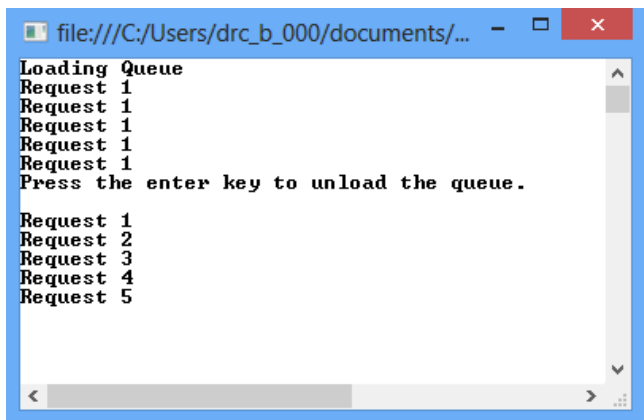 file:///C:/Users/drc_b_000/documents/...
Loading Queue
Request 1
Request 1
Request 1
Request 1
Request 1
Press the enter key to unload the queue.
Request 1
Request 2
Request 3
Request 4
Request 5